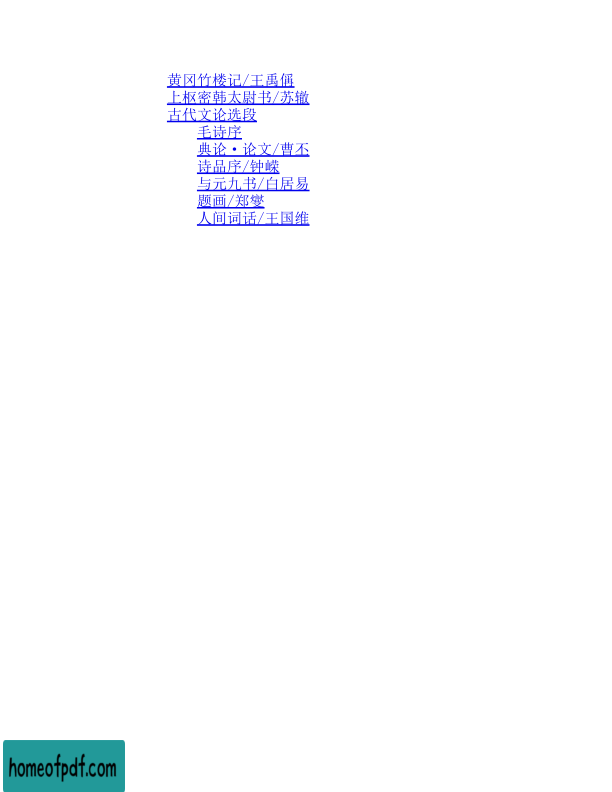 黄冈竹楼记/王禹偁
上枢密韩太尉书/苏辙
古代文论选段
毛诗序
典论·论文/曹丕
诗品序/钟嵘
与元九书/白居易
题画/郑燮
人间词话/王国维
homeofpdf.com